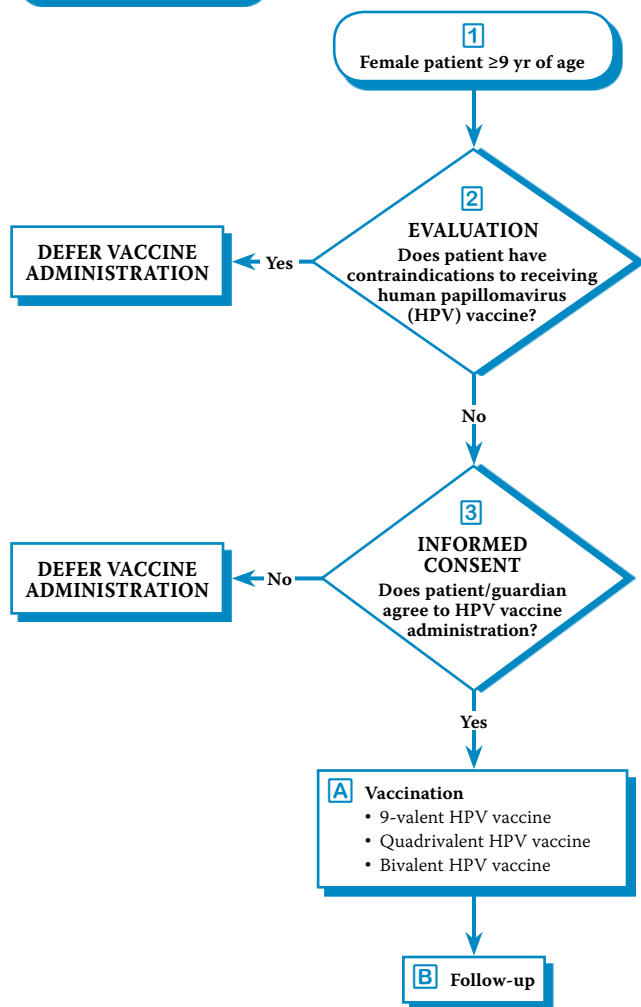 1
Female patient ≥9 yr of age
2
EVALUATION
Does patient have
contraindications to receiving
human papillomavirus
(HPV) vaccine?
Yes
DEFER VACCINE
ADMINISTRATION
No
3
INFORMED
CONSENT
Does patient/guardian
agree to HPV vaccine
administration?
No
DEFER VACCINE
ADMINISTRATION
Yes
A Vaccination
• 9-valent HPV vaccine
• Quadrivalent HPV vaccine
• Bivalent HPV vaccine
B Follow-up